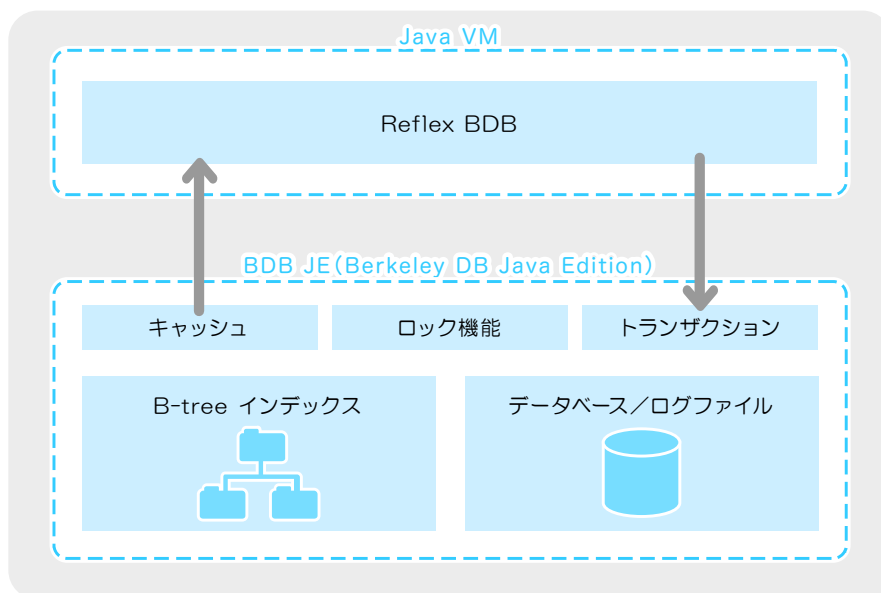 Java VM
Reflex BDB
BDB JE(Berkeley DB Java Edition)
キャッシュ
ロック機能
トランザクション
B-tree インデックス
データベース／ログファイル